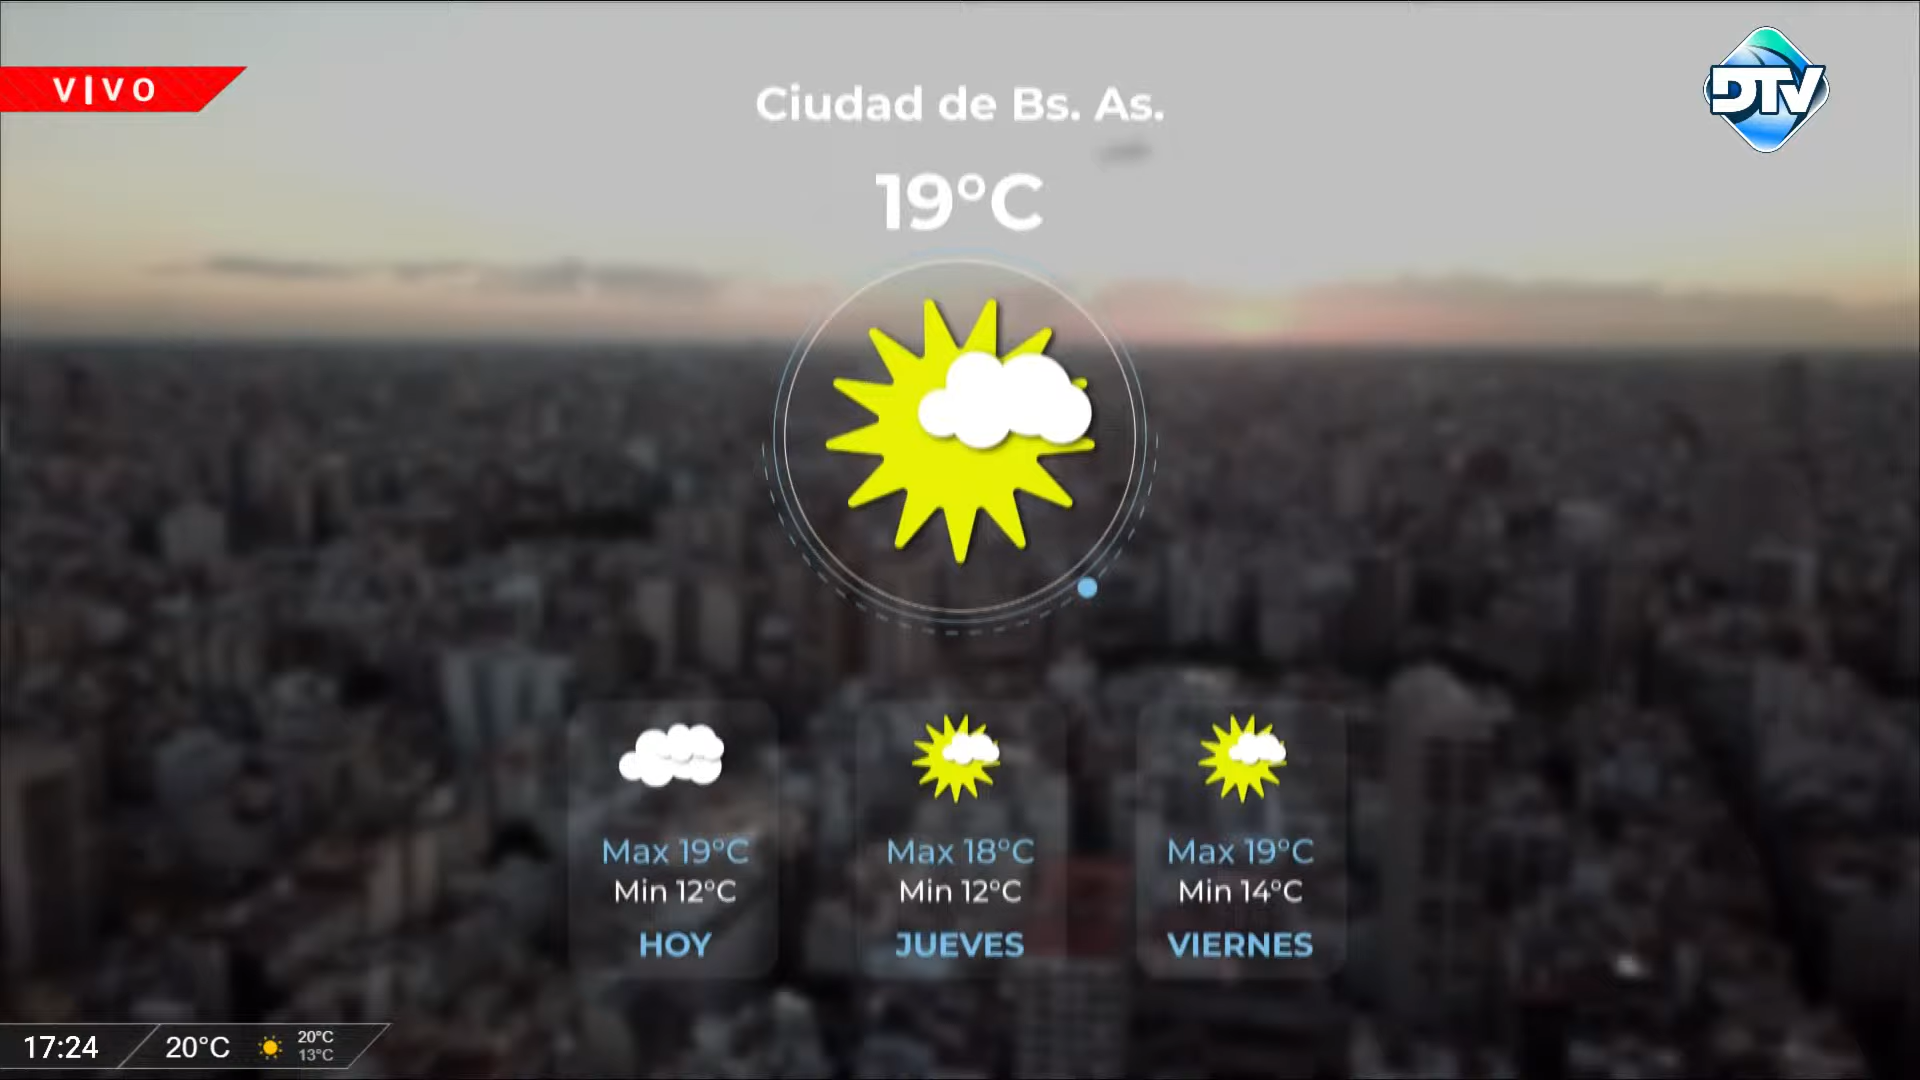 VIVO
DTV
Ciudad de Bs. As.
19°C
Max 19°C
Min 12°C
HOY
Max 18°C
Min 12°C
JUEVES
Max 19°C
Min 14°C
VIERNES
17:24
20°C
20°C
13°C